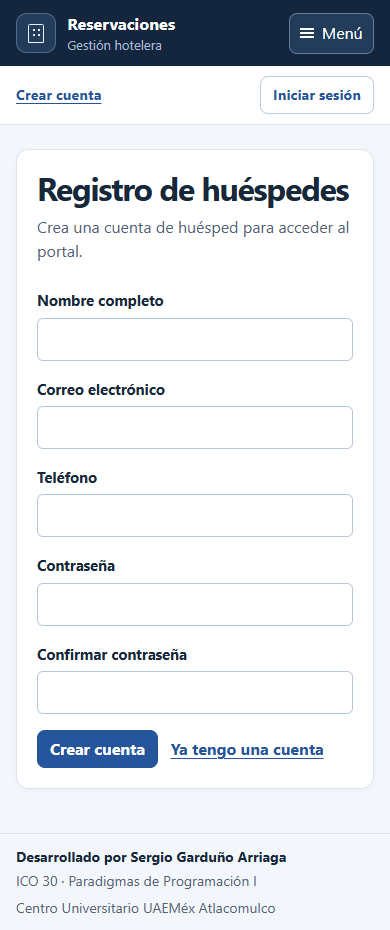 Reservaciones
Gestión hotelera
Menú
Crear cuenta
Iniciar sesión
Registro de huéspedes
Crea una cuenta de huésped para acceder al
portal.
Nombre completo
Correo electrónico
Teléfono
Contraseña
Confirmar contraseña
Crear cuenta
Ya tengo una cuenta
Desarrollado por Sergio Garduño Arriaga
ICO 30 · Paradigmas de Programación I
Centro Universitario UAEMéx Atlacomulco